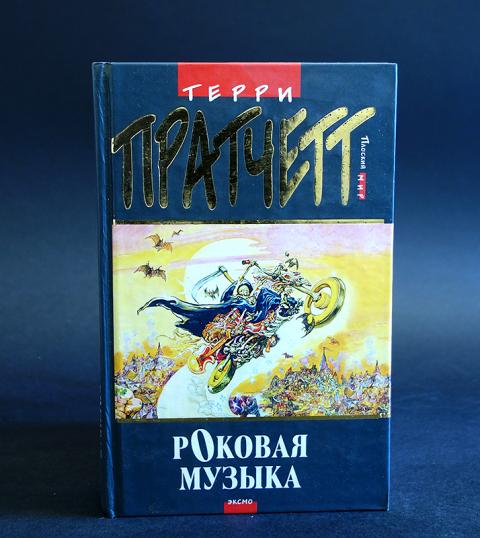 ТЕРРИ
ПРАТЧЕТТ
Плоский мир
РОКОВАЯ
МУЗЫКА
ЭКСМО